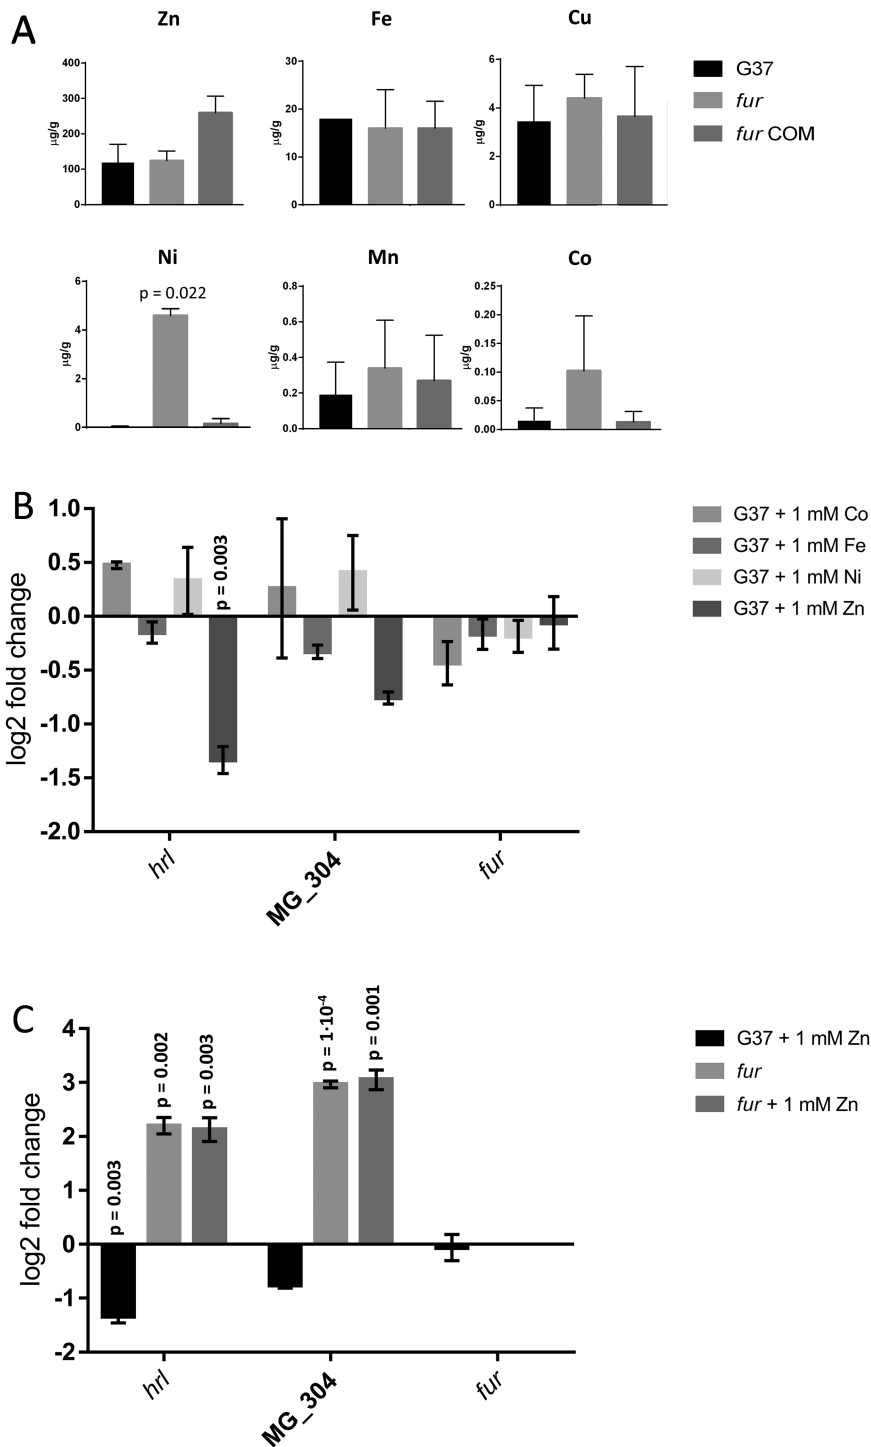 A
Zn
Fe
Cu
400
300
200
100
0
µg/g
30
20
10
0
µg/g
6
4
2
0
µg/g
G37
fur
fur COM
Ni
Mn
Co
6
4
2
0
µg/g
p = 0.022
0.8
0.6
0.4
0.2
0.0
µg/g
0.25
0.20
0.15
0.10
0.05
0.00
µg/g
B
1.0
0.5
0.0
-0.5
-1.0
-1.5
-2.0
log2 fold change
p = 0.003
hrl
MG_304
fur
G37 + 1 mM Co
G37 + 1 mM Fe
G37 + 1 mM Ni
G37 + 1 mM Zn
C
4
3
2
1
0
-1
-2
log2 fold change
p = 0.003
p = 0.002
p = 0.003
p = 1·10⁻⁴
p = 0.001
hrl
MG_304
fur
G37 + 1 mM Zn
fur
fur + 1 mM Zn